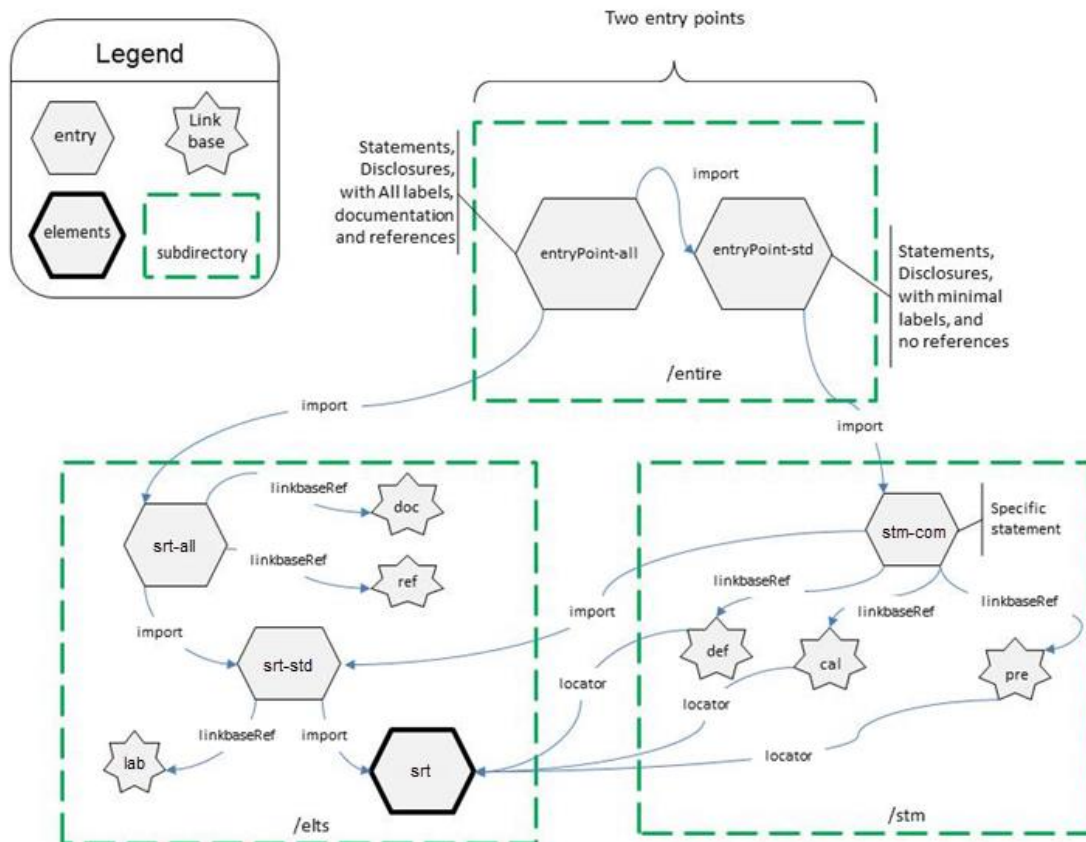 Two entry points
Legend
entry
Link
base
elements
subdirectory
Statements,
Disclosures,
with All labels,
documentation
and references
import
entryPoint-all
entryPoint-std
Statements,
Disclosures,
with minimal
labels, and
no references
/entire
import
import
linkbaseRef
doc
srt-all
linkbaseRef
ref
import
srt-std
linkbaseRef
import
lab
srt
/elts
stm-com
Specific
statement
linkbaseRef
linkbaseRef
linkbaseRef
import
def
cal
pre
locator
locator
locator
/stm